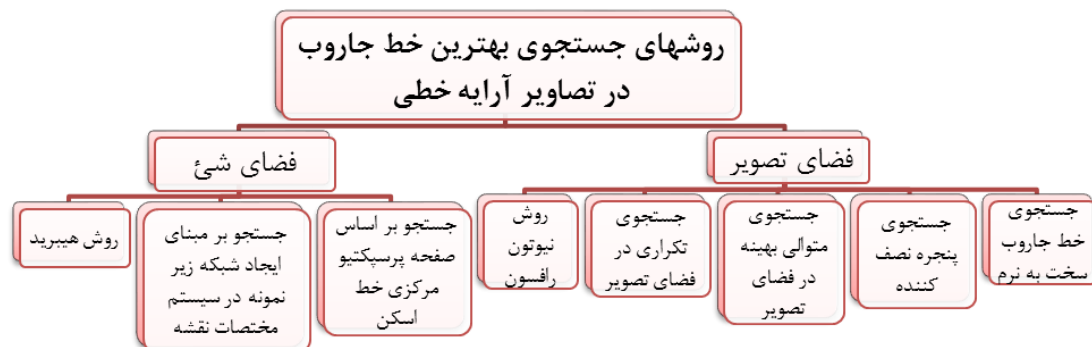 روشهای جستجوی بهترین خط جاروب
در تصاویر آرایه خطی
فضای تصویر
فضای شئ
جستجوی
خط جاروب
سخت به نرم
جستجوی
پنجره نصف
کننده
جستجوی
متوالی بهینه
در فضای
تصویر
جستجوی
تکراری در
فضای تصویر
روش
نیوتون
رافسون
جستجو بر اساس
صفحه پرسپکتیو
مرکزی خط
اسکن
جستجو بر مبنای
ایجاد شبکه زیر
نمونه در سیستم
مختصات نقشه
روش هیبرید